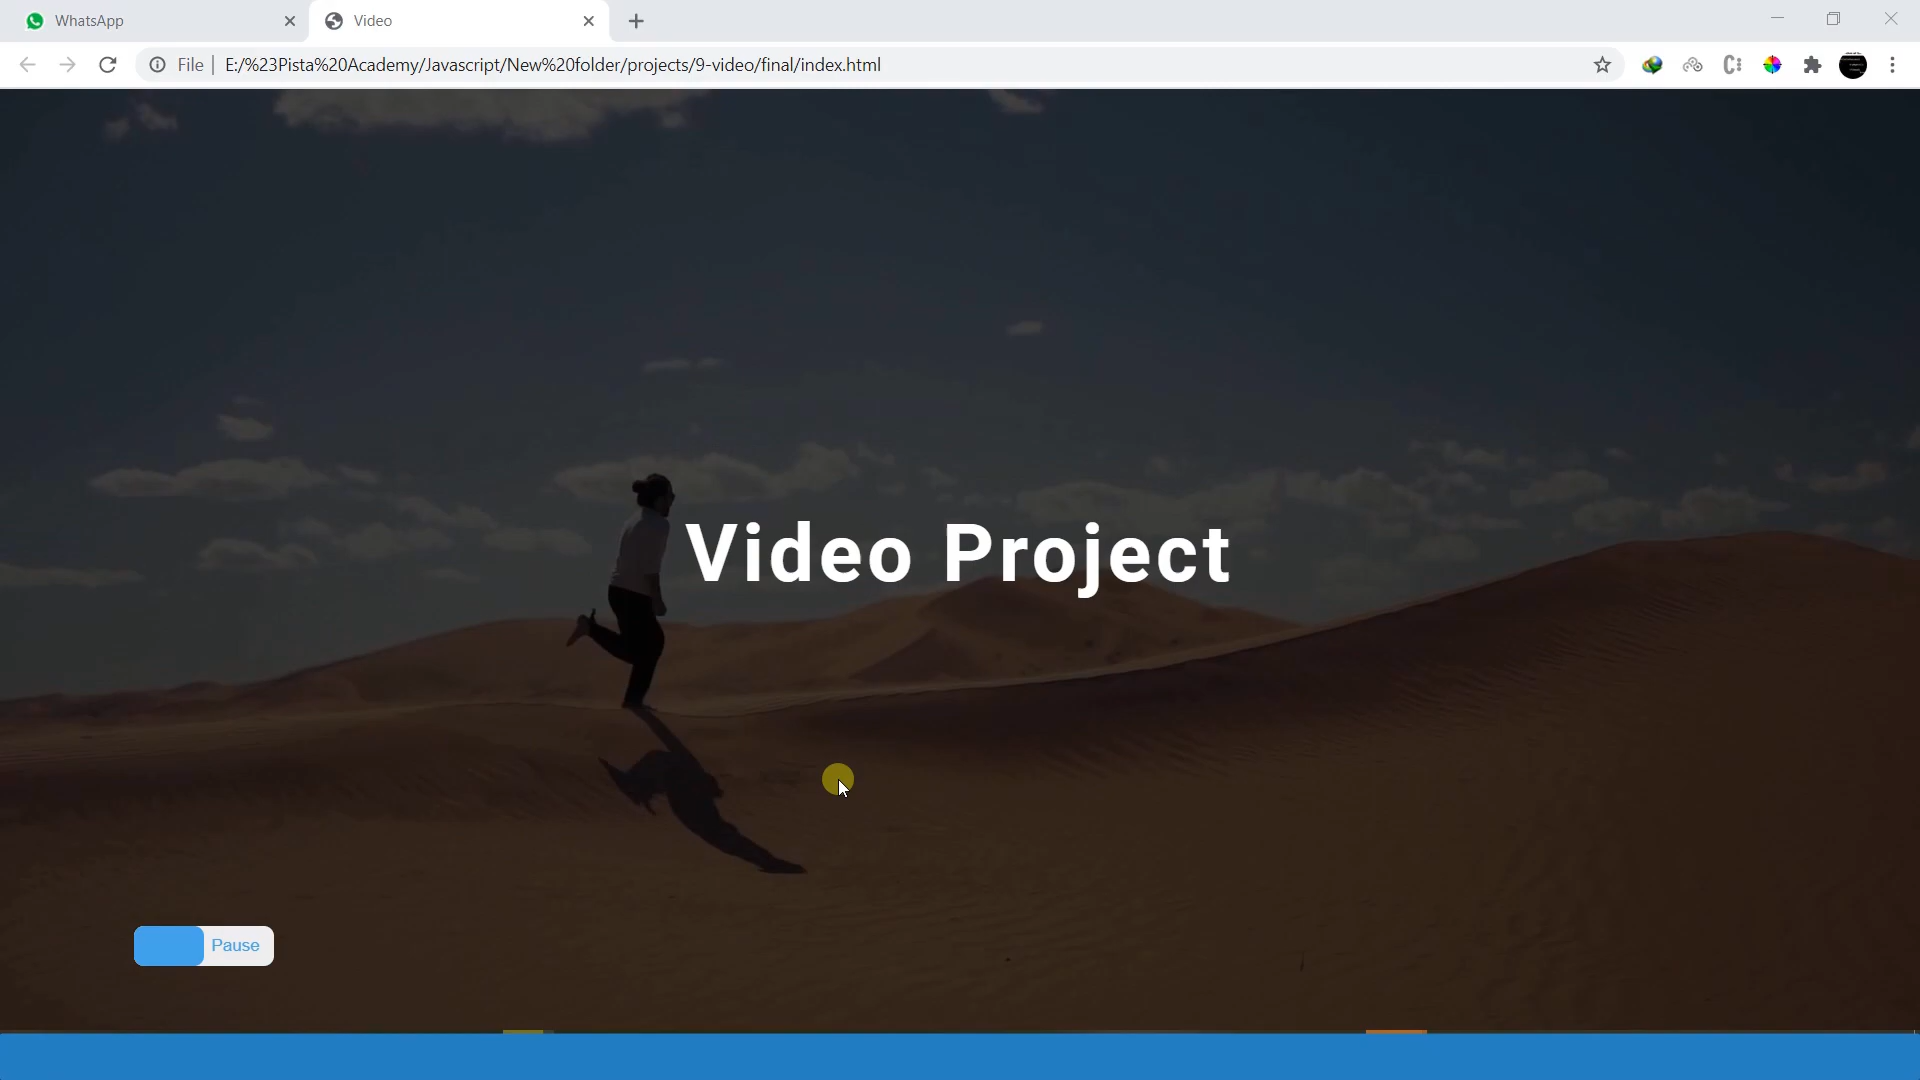 WhatsApp
Video
File
E:/%23Pista%20Academy/Javascript/New%20folder/projects/9-video/final/index.html
Video Project
Pause